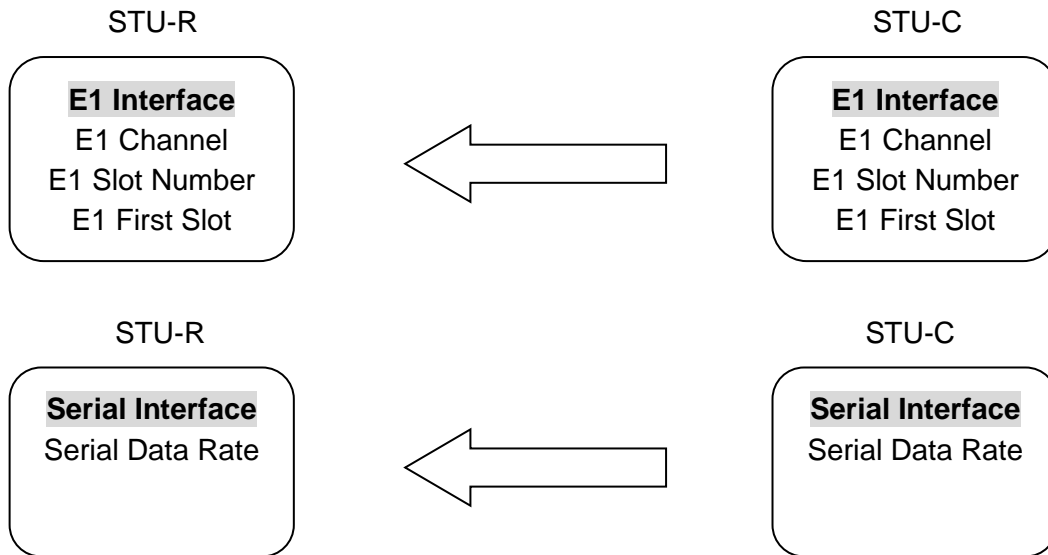 STU-R
STU-C
E1 Interface
E1 Channel
E1 Slot Number
E1 First Slot
E1 Interface
E1 Channel
E1 Slot Number
E1 First Slot
STU-R
STU-C
Serial Interface
Serial Data Rate
Serial Interface
Serial Data Rate